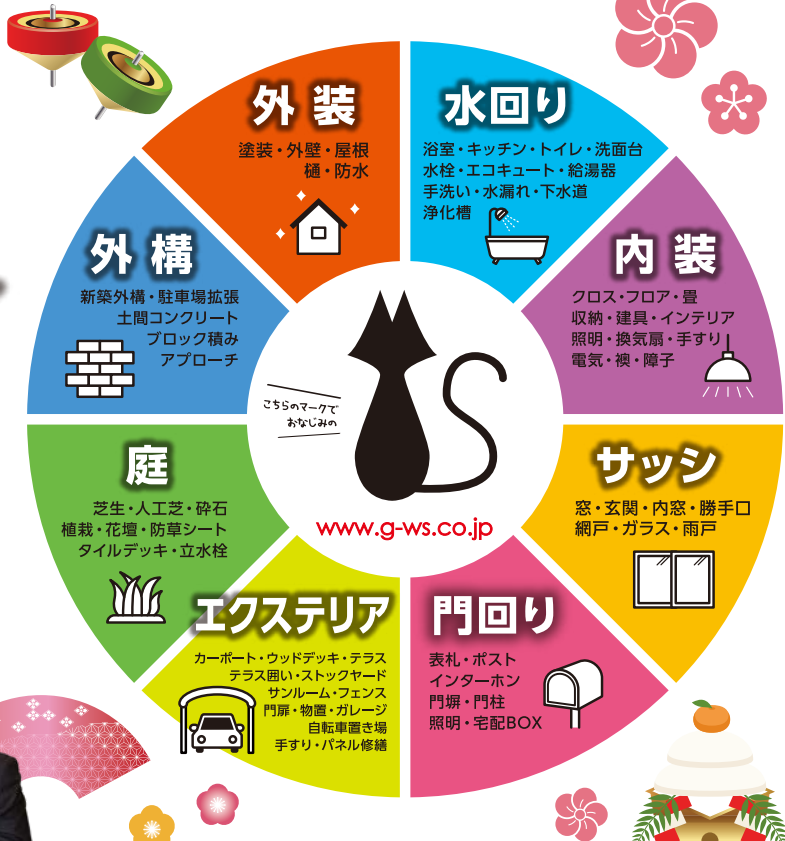 外装
塗装・外壁・屋根
樋・防水
水回り
浴室・キッチン・トイレ・洗面台
水栓・エコキュート・給湯器
手洗い・水漏れ・下水道
浄化槽
外構
新築外構・駐車場拡張
土間コンクリート
ブロック積み
アプローチ
内装
クロス・フロア・畳
収納・建具・インテリア
照明・換気扇・手すり
電気・襖・障子
こちらのマークで
おなじみの
www.g-ws.co.jp
庭
芝生・人工芝・砕石
植栽・花壇・防草シート
タイルデッキ・立水栓
サッシ
窓・玄関・内窓・勝手口
網戸・ガラス・雨戸
エクステリア
カーポート・ウッドデッキ・テラス
テラス囲い・ストックヤード
サンルーム・フェンス
門扉・物置・ガレージ
自転車置き場
手すり・パネル修繕
門回り
表札・ポスト
インターホン
門塀・門柱
照明・宅配BOX